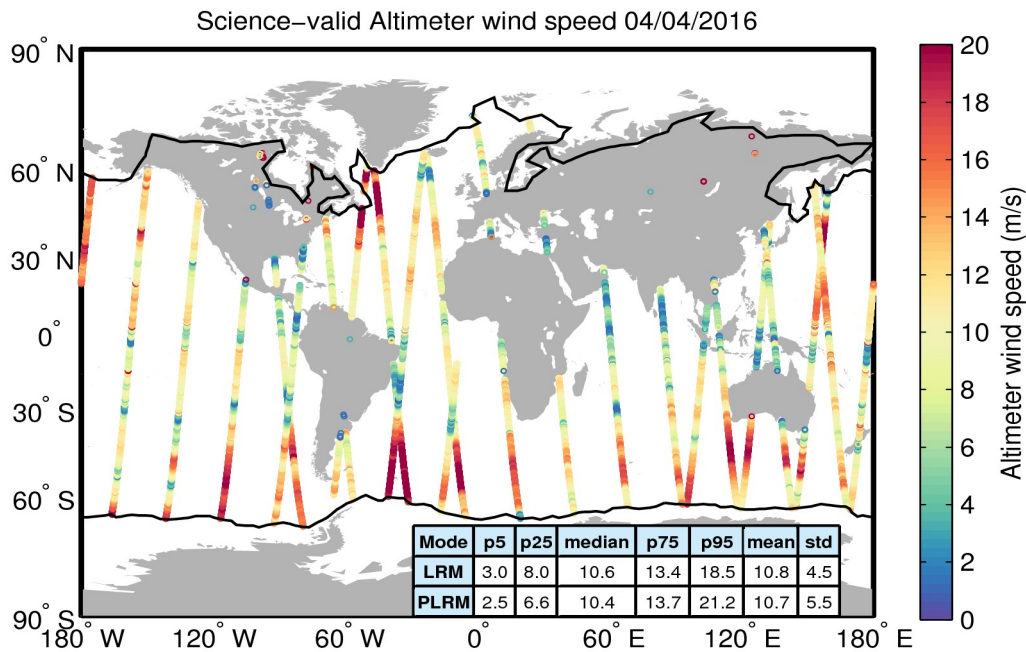 Science−valid Altimeter wind speed 04/04/2016
90° N
60° N
30° N
0°
30° S
60° S
90° S
180° W
120° W
60° W
0°
60° E
120° E
180° E
Mode p5 p25 median p75 p95 mean std
LRM 3.0 8.0 10.6 13.4 18.5 10.8 4.5
PLRM 2.5 6.6 10.4 13.7 21.2 10.7 5.5
20
18
16
14
12
10
8
6
4
2
0
Altimeter wind speed (m/s)